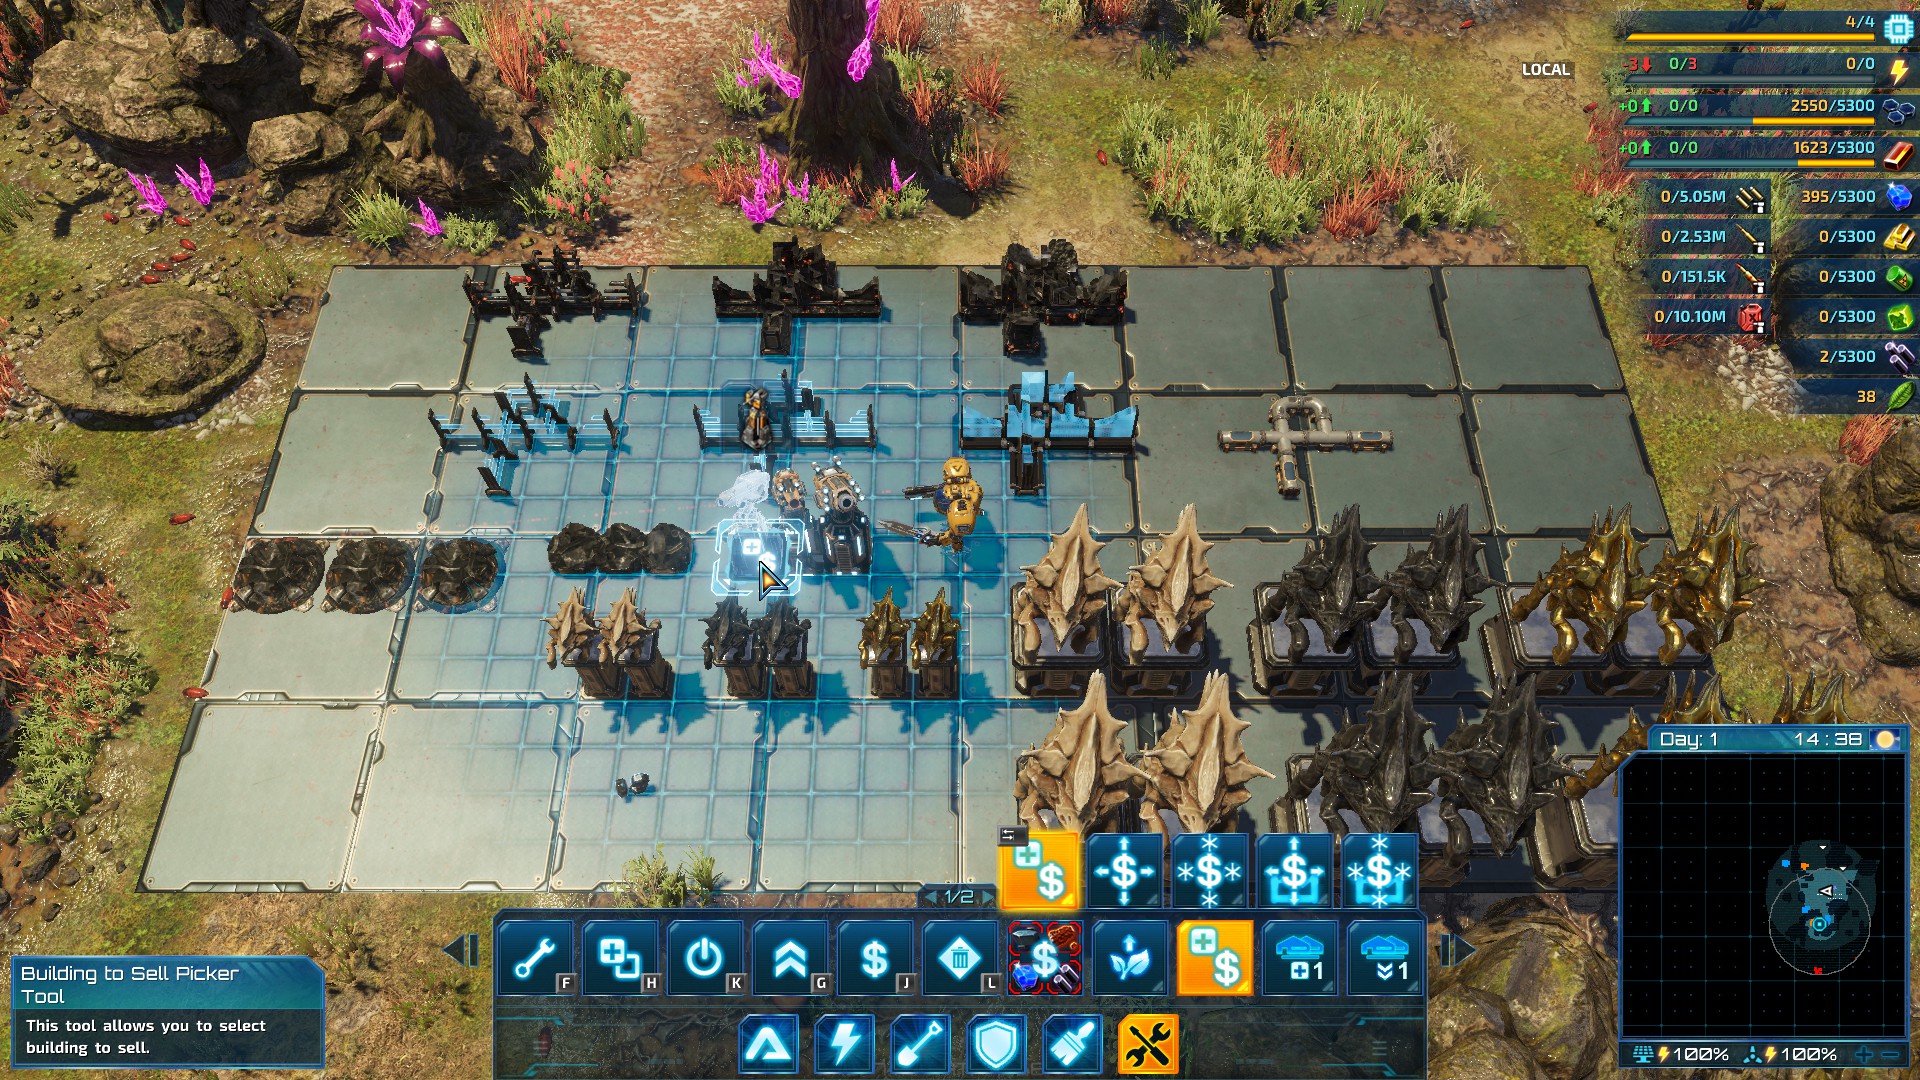 4/4
LOCAL
-3 0/3 0/0
+0 0/0 2550/5300
+0 0/0 1623/5300
0/5.05M 395/5300
0/2.53M 0/5300
0/151.5K 0/5300
0/10.10M 0/5300
2/5300
38
Day: 1 14:38
1/2
F H K G J L 1 1
Building to Sell Picker
Tool
This tool allows you to select
building to sell.
100% 100%